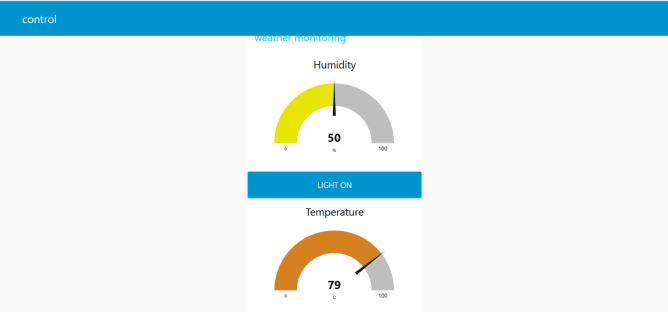 control
weather monitoring
Humidity
50
%
0 100
LIGHT ON
Temperature
79
C
0 100